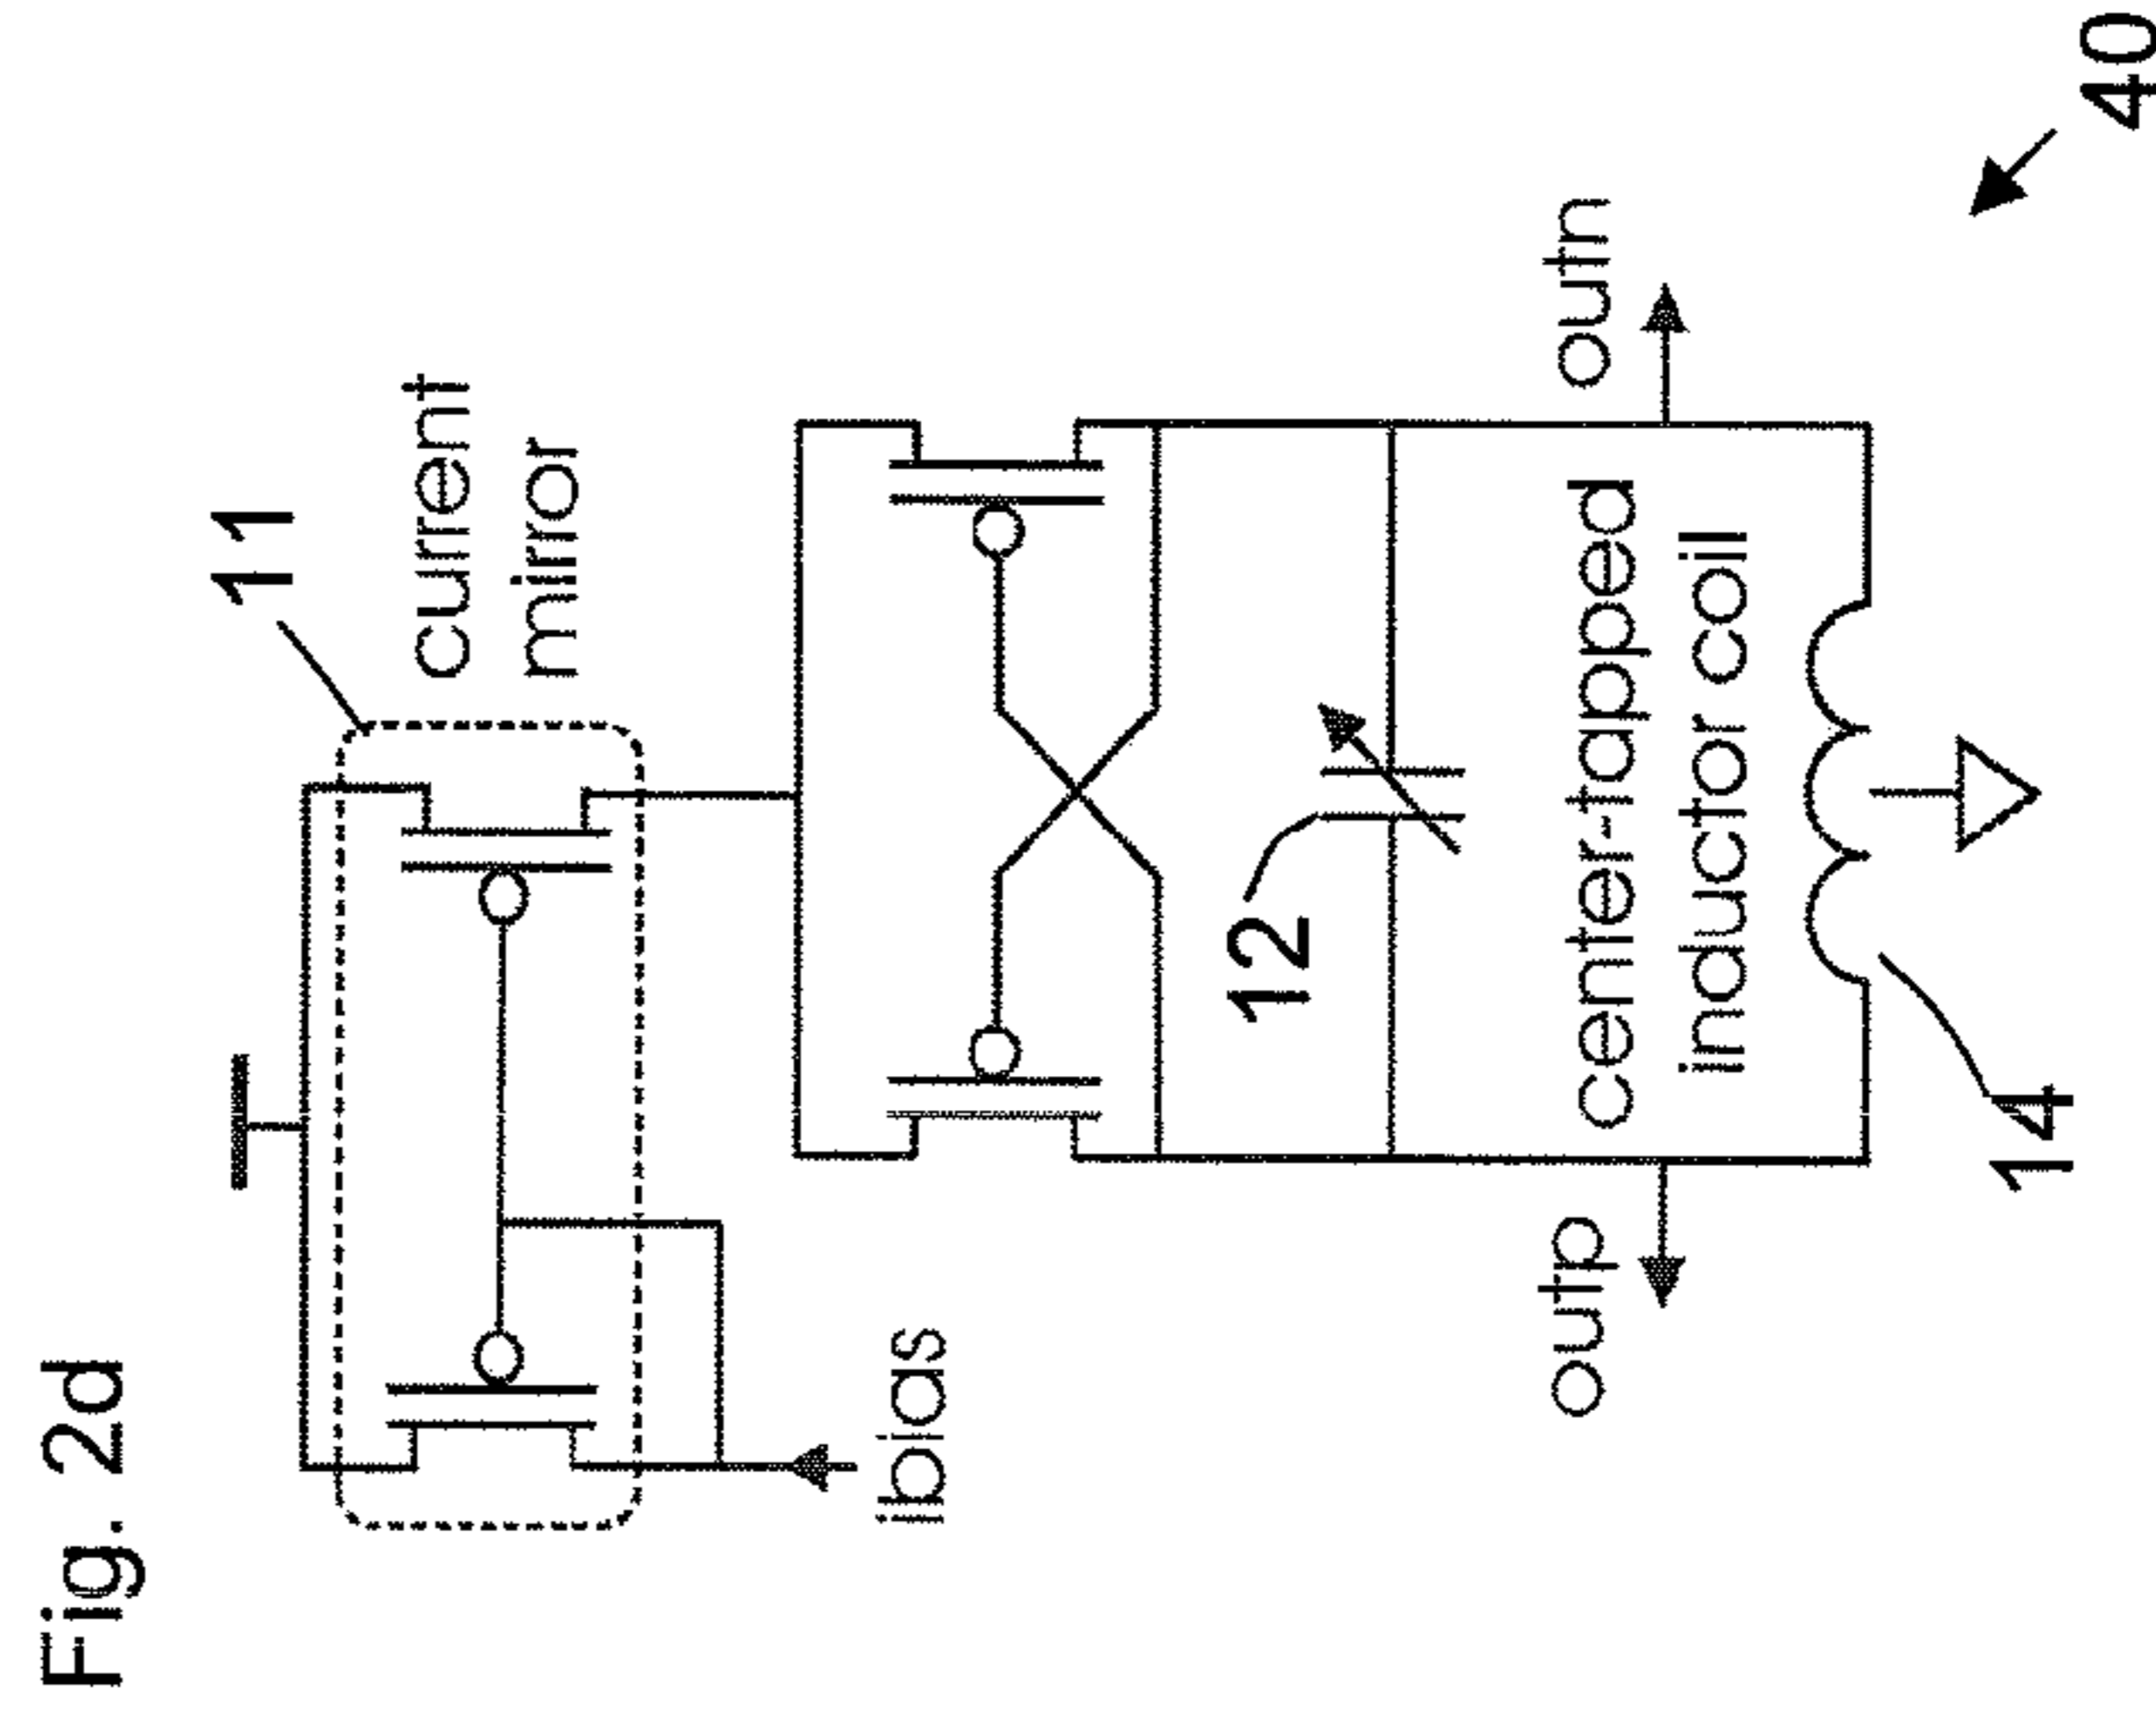 Fig. 2d
11
current
mirror
ibias
12
outp
outn
center-tapped
inductor coil
14
40